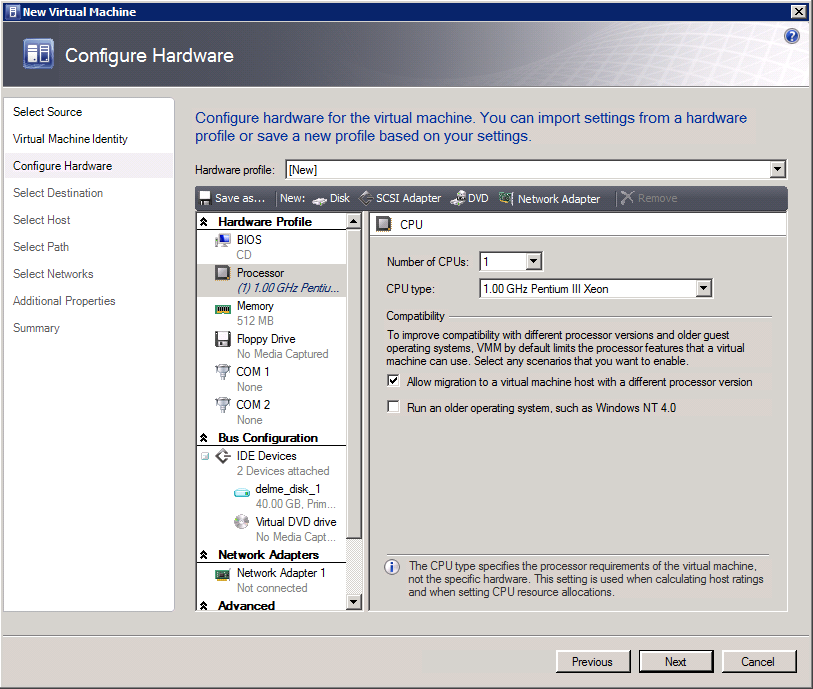 New Virtual Machine
Configure Hardware
Select Source
Virtual Machine Identity
Configure Hardware
Select Destination
Select Host
Select Path
Select Networks
Additional Properties
Summary
Configure hardware for the virtual machine. You can import settings from a hardware
profile or save a new profile based on your settings.
Hardware profile: [New]
Save as... New: Disk SCSI Adapter DVD Network Adapter Remove
Hardware Profile
BIOS
CD
Processor
(1) 1.00 GHz Pentiu...
Memory
512 MB
Floppy Drive
No Media Captured
COM 1
None
COM 2
None
Bus Configuration
IDE Devices
2 Devices attached
delme_disk_1
40.00 GB, Prim...
Virtual DVD drive
No Media Capt...
Network Adapters
Network Adapter 1
Not connected
Advanced
CPU
Number of CPUs: 1
CPU type: 1.00 GHz Pentium III Xeon
Compatibility
To improve compatibility with different processor versions and older guest
operating systems, VMM by default limits the processor features that a virtual
machine can use. Select any scenarios that you want to enable.
Allow migration to a virtual machine host with a different processor version
Run an older operating system, such as Windows NT 4.0
The CPU type specifies the processor requirements of the virtual machine,
not the specific hardware. This setting is used when calculating host ratings
and when setting CPU resource allocations.
Previous Next Cancel